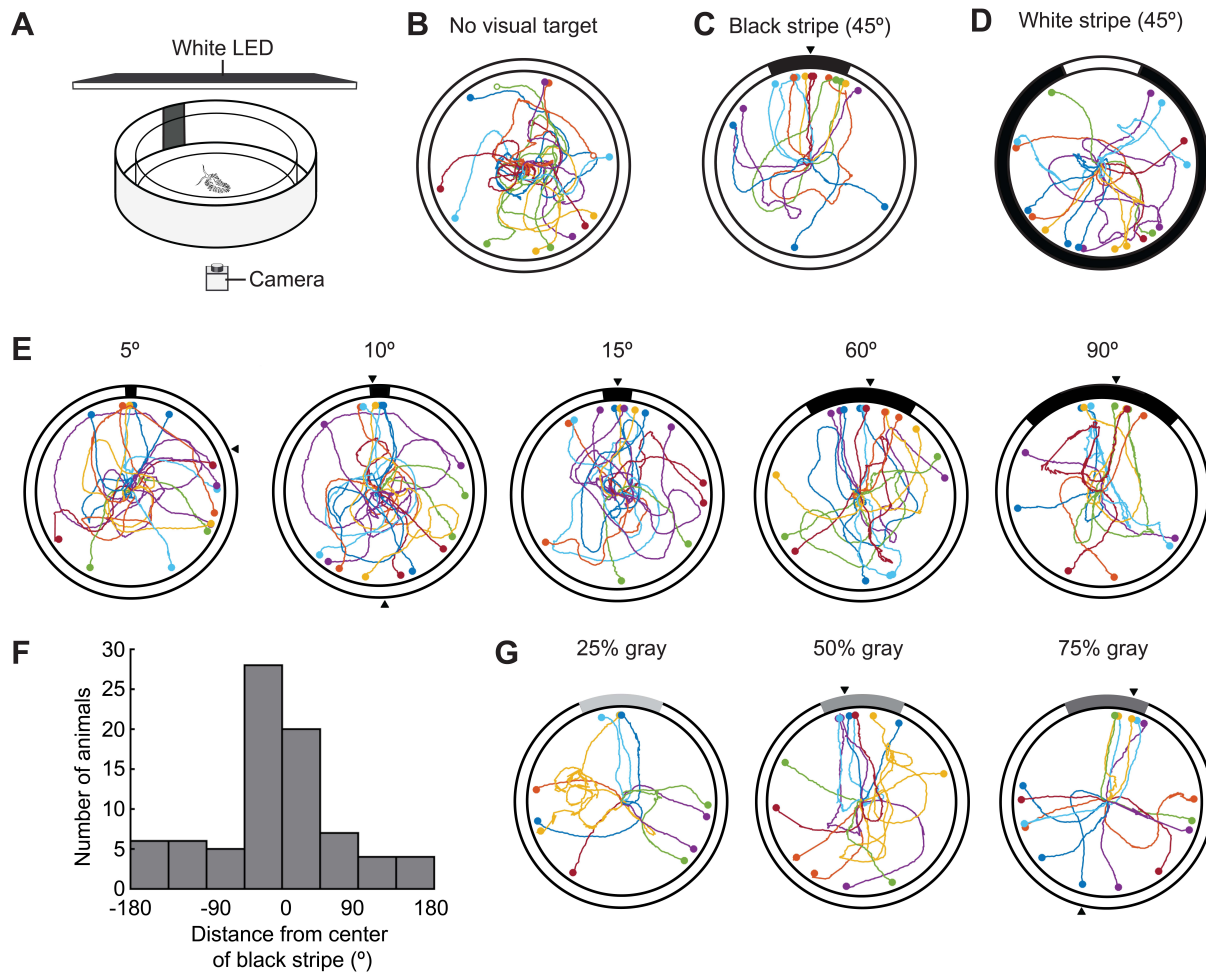 A
White LED
Camera
B
No visual target
C
Black stripe (45º)
D
White stripe (45º)
E
5º
10º
15º
60º
90º
F
Number of animals
30
25
20
15
10
5
0
-180
-90
0
90
180
Distance from center
of black stripe (º)
G
25% gray
50% gray
75% gray